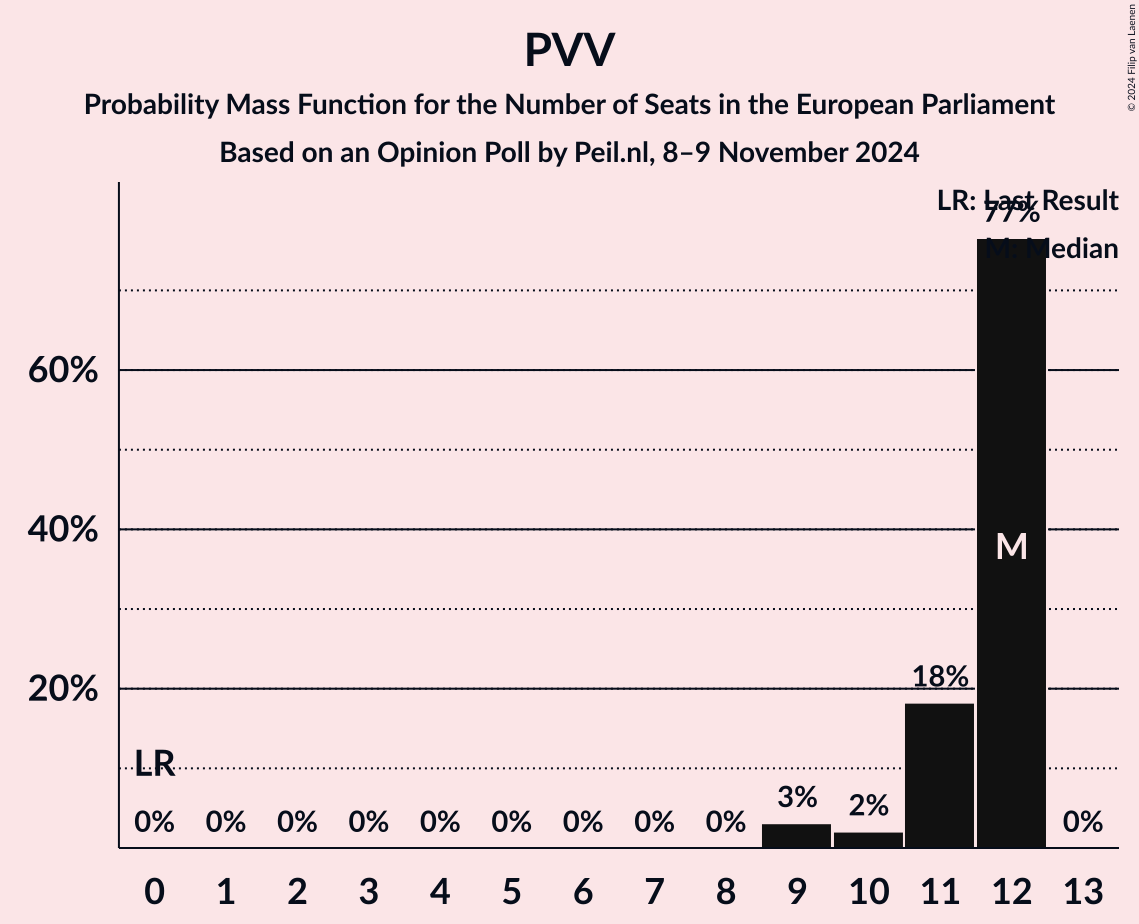 PVV
Probability Mass Function for the Number of Seats in the European Parliament
Based on an Opinion Poll by Peil.nl, 8–9 November 2024
© 2024 Filip van Laenen
LR: Last Result
77%
M: Median
60%
40%
M
20%
18%
LR
0% 0% 0% 0% 0% 0% 0% 0% 0% 3% 2% 0%
0 1 2 3 4 5 6 7 8 9 10 11 12 13